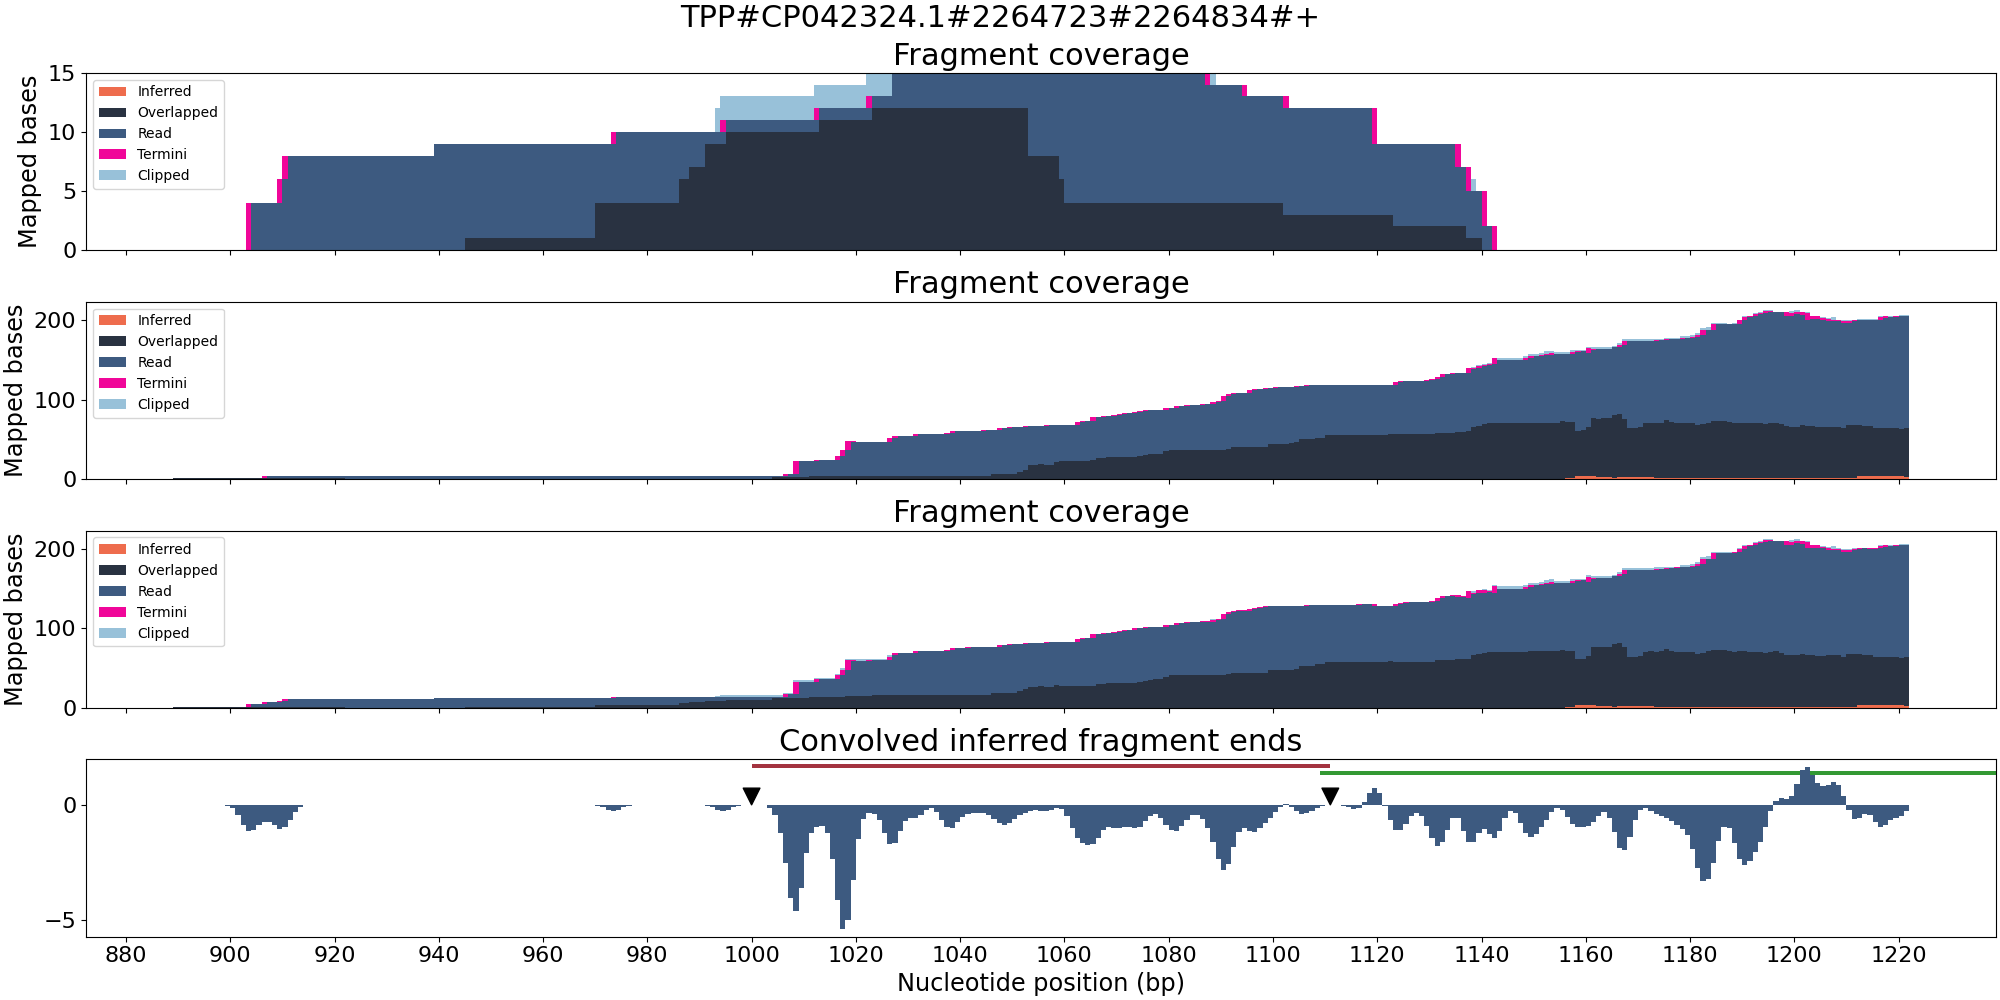 TPP#CP042324.1#2264723#2264834#+
Fragment coverage
Mapped bases
15
10
5
0
Inferred
Overlapped
Read
Termini
Clipped
Fragment coverage
Mapped bases
200
100
0
Inferred
Overlapped
Read
Termini
Clipped
Fragment coverage
Mapped bases
200
100
0
Inferred
Overlapped
Read
Termini
Clipped
Convolved inferred fragment ends
0
−5
880 900 920 940 960 980 1000 1020 1040 1060 1080 1100 1120 1140 1160 1180 1200 1220
Nucleotide position (bp)